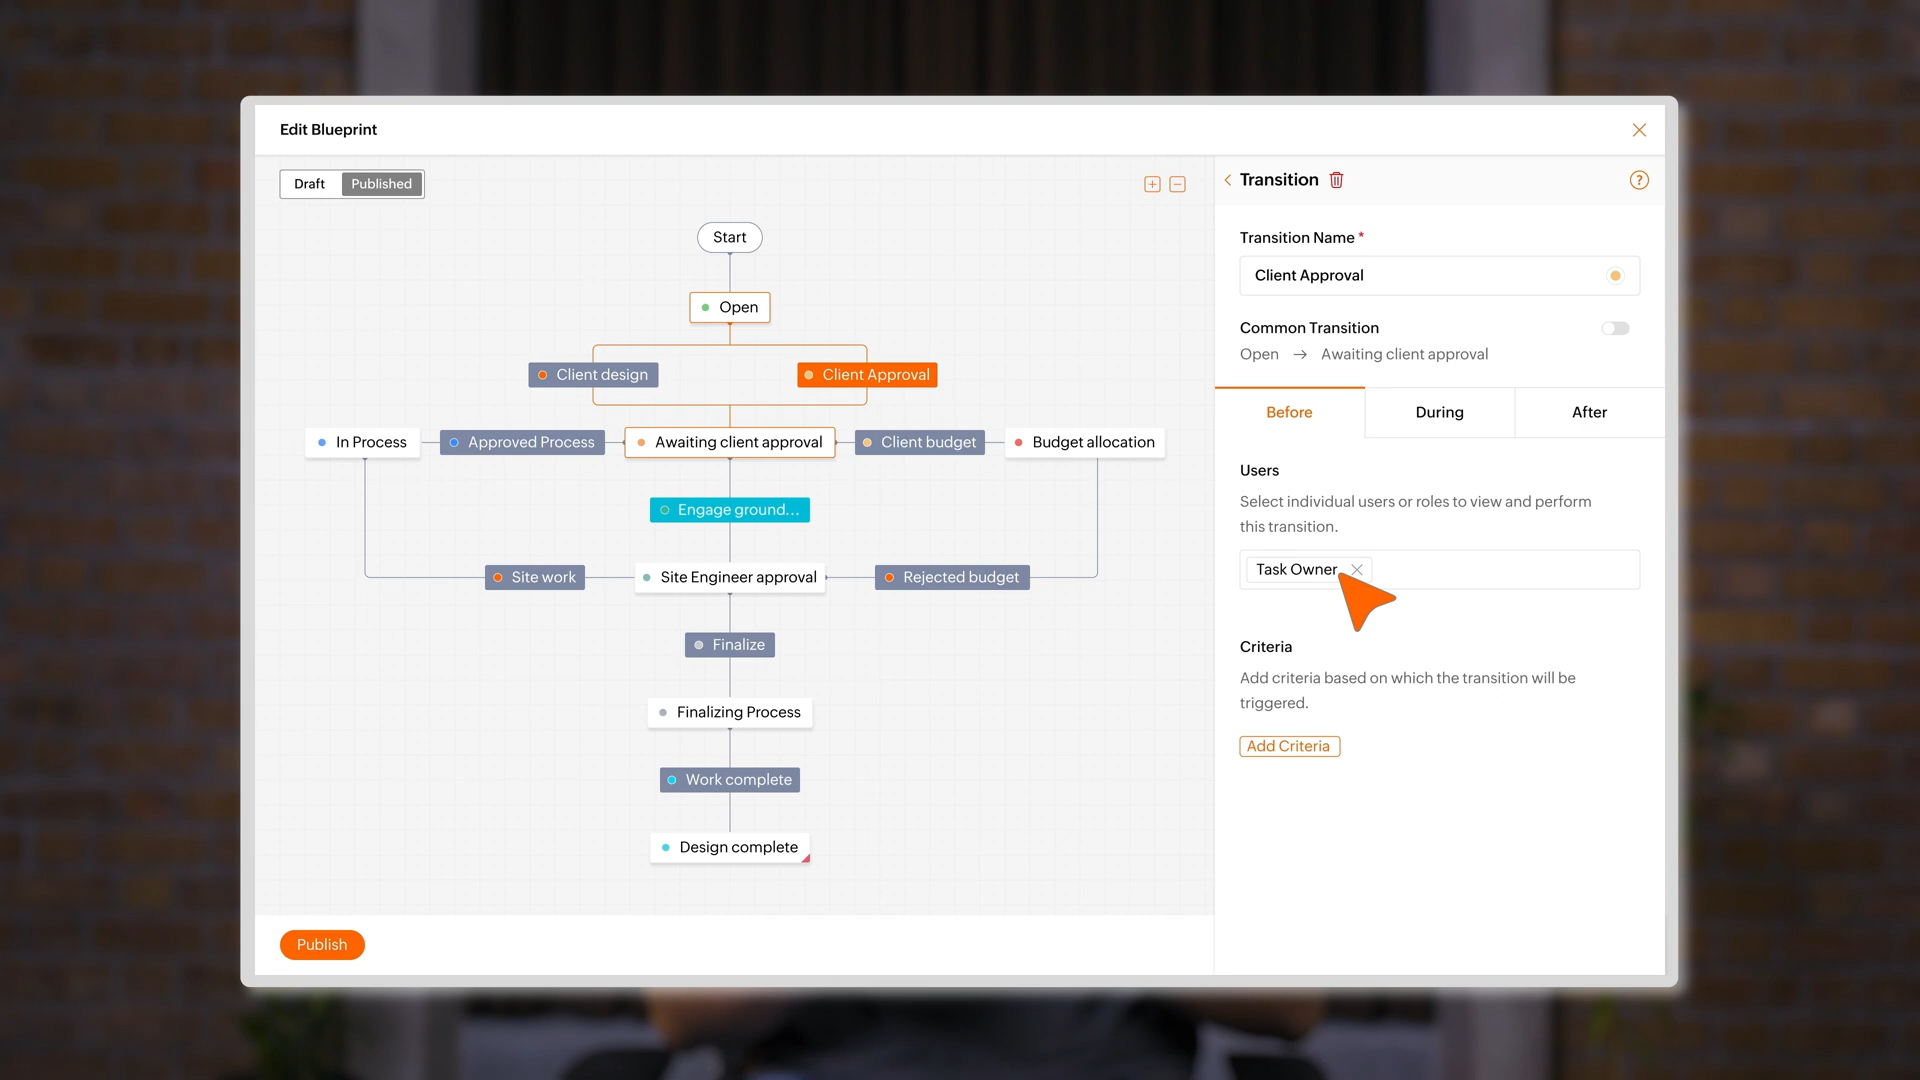 Edit Blueprint
Draft
Published
Start
Open
Client design
Client Approval
In Process
Approved Process
Awaiting client approval
Client budget
Budget allocation
Engage ground...
Site work
Site Engineer approval
Rejected budget
Finalize
Finalizing Process
Work complete
Design complete
Publish
Transition
?
Transition Name *
Client Approval
Common Transition
Open → Awaiting client approval
Before
During
After
Users
Select individual users or roles to view and perform
this transition.
Task Owner
Criteria
Add criteria based on which the transition will be
triggered.
Add Criteria